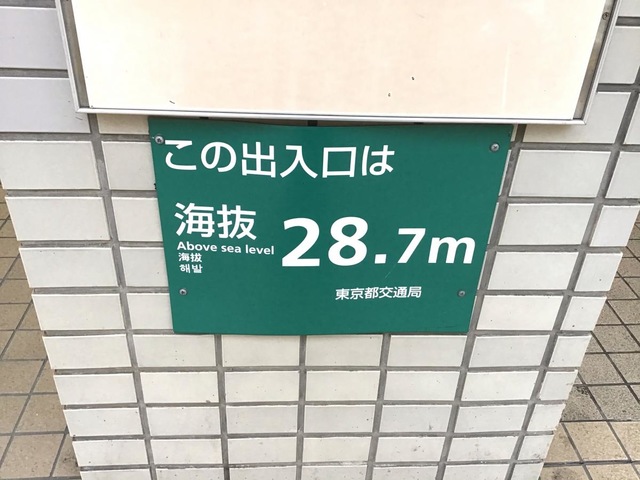 この出入口は
海抜 28.7m
Above sea level
海拔
해발
東京都交通局